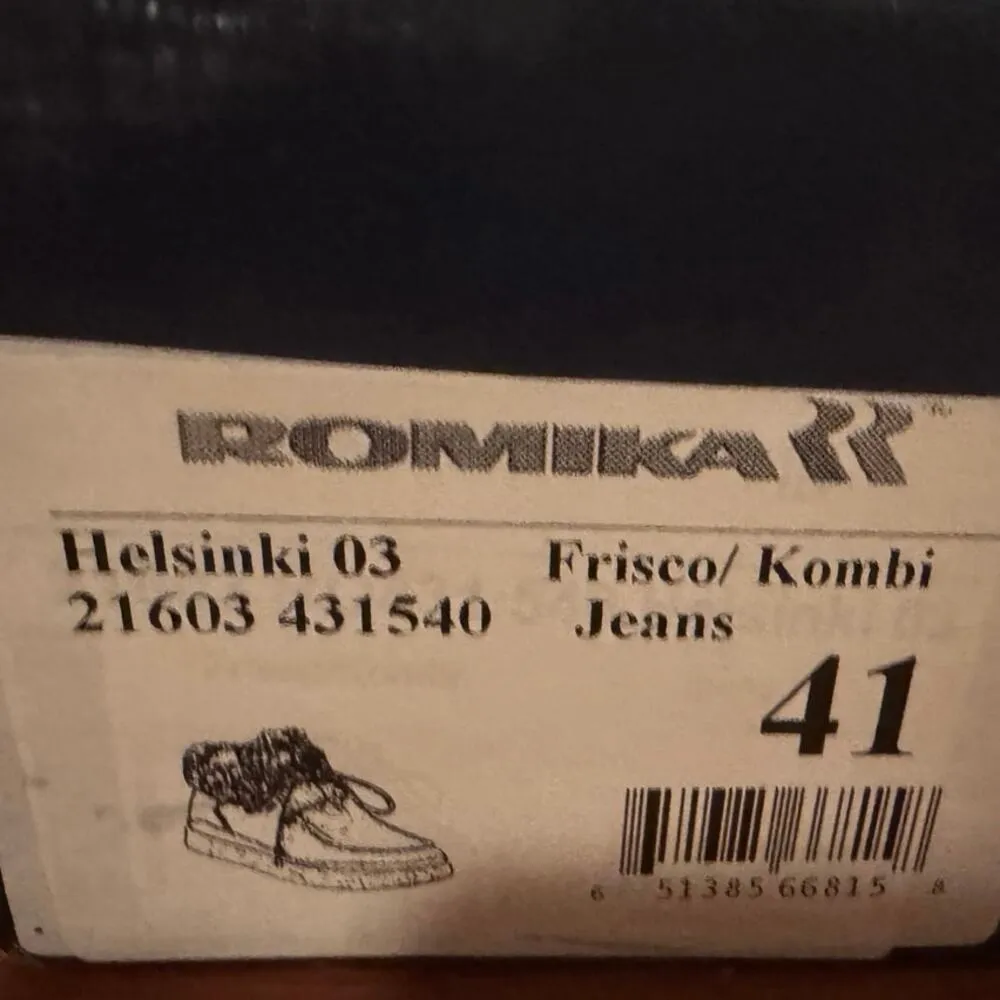 ROMIKA
Helsinki 03 Frisco/ Kombi
21603 431540 Jeans
41
6 51385 66815 8